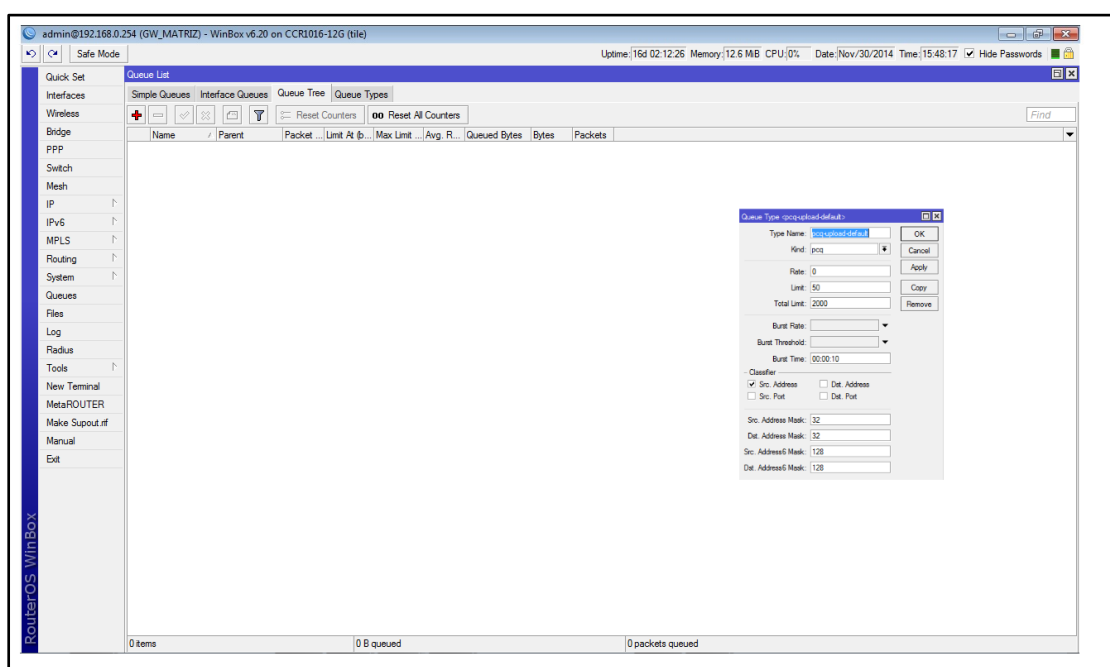 admin@192.168.0.254 (GW_MATRIZ) - WinBox v6.20 on CCR1016-12G (tile)
Safe Mode
Uptime: 16d 02:12:26 Memory: 12.6 MiB CPU: 0% Date: Nov/30/2014 Time: 15:48:17 Hide Passwords
Quick Set
Interfaces
Wireless
Bridge
PPP
Switch
Mesh
IP
IPv6
MPLS
Routing
System
Queues
Files
Log
Radius
Tools
New Terminal
MetaROUTER
Make Supout.rif
Manual
Exit
RouterOS WinBox
Queue List
Simple Queues Interface Queues Queue Tree Queue Types
Reset Counters 00 Reset All Counters Find
Name / Parent Packet ... Limit At (b... Max Limit ... Avg. R... Queued Bytes Bytes Packets
Queue Type <pcq-upload-default>
Type Name: pcq-upload-default OK
Kind: pcq Cancel
Rate: 0 Apply
Limit: 50 Copy
Total Limit: 2000 Remove
Burst Rate:
Burst Threshold:
Burst Time: 00:00:10
Classifier
Src. Address Dst. Address
Src. Port Dst. Port
Src. Address Mask: 32
Dst. Address Mask: 32
Src. Address6 Mask: 128
Dst. Address6 Mask: 128
0 items 0 B queued 0 packets queued